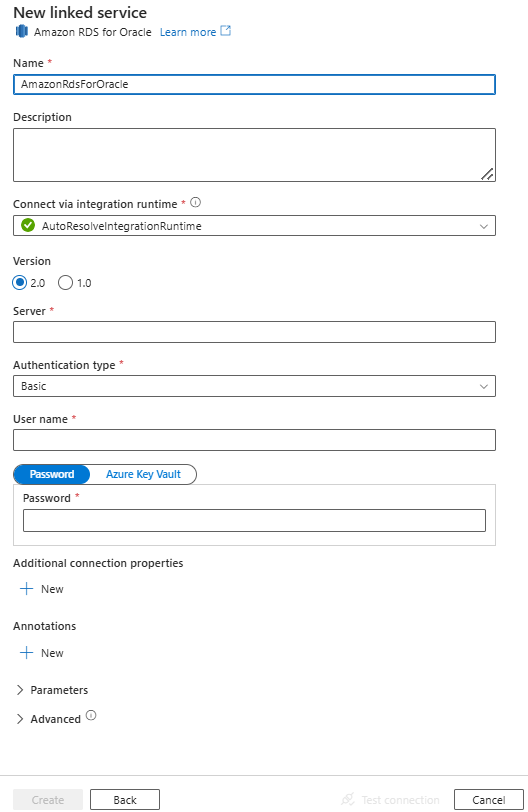 New linked service
Amazon RDS for Oracle Learn more
Name *
AmazonRdsForOracle
Description
Connect via integration runtime *
AutoResolveIntegrationRuntime
Version
2.0 1.0
Server *
Authentication type *
Basic
User name *
Password Azure Key Vault
Password *
Additional connection properties
New
Annotations
New
Parameters
Advanced
Create Back Test connection Cancel